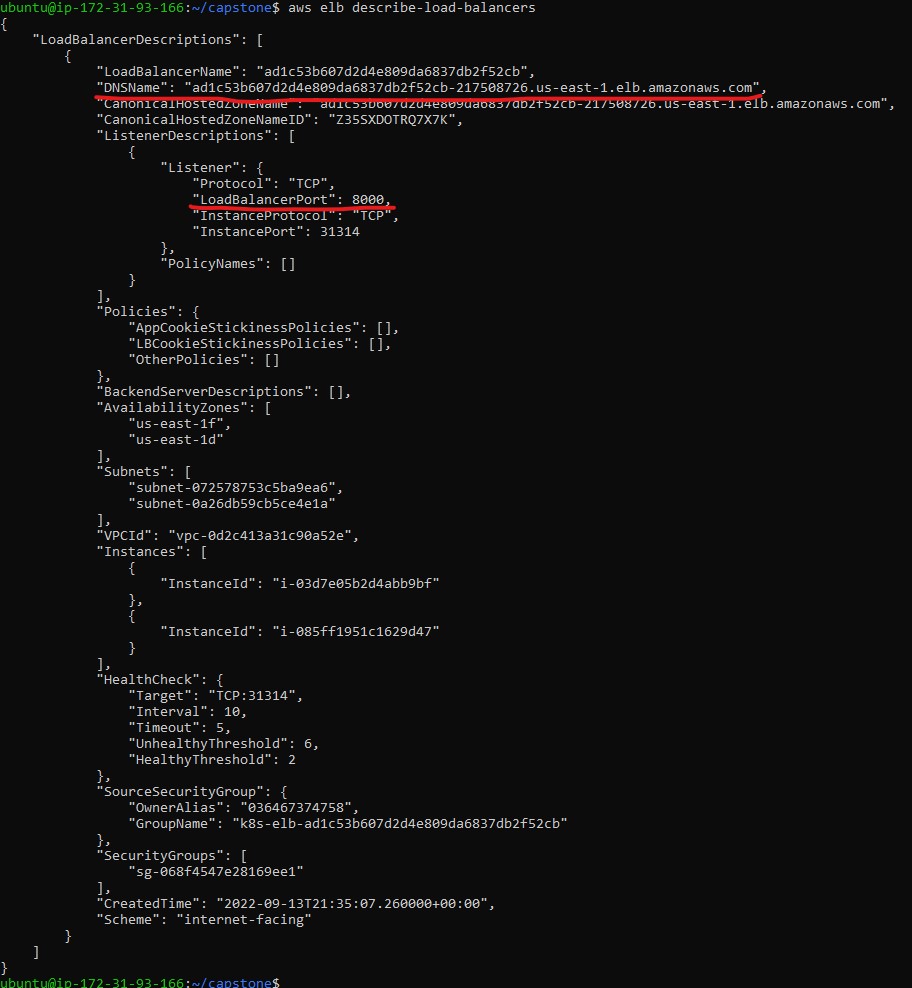 ubuntu@ip-172-31-93-166:~/capstone$ aws elb describe-load-balancers
{
    "LoadBalancerDescriptions": [
        {
            "LoadBalancerName": "ad1c53b607d2d4e809da6837db2f52cb",
            "DNSName": "ad1c53b607d2d4e809da6837db2f52cb-217508726.us-east-1.elb.amazonaws.com",
            "CanonicalHostedZoneName": "ad1c53b607d2d4e809da6837db2f52cb-217508726.us-east-1.elb.amazonaws.com",
            "CanonicalHostedZoneNameID": "Z35SXDOTRQ7X7K",
            "ListenerDescriptions": [
                {
                    "Listener": {
                        "Protocol": "TCP",
                        "LoadBalancerPort": 8000,
                        "InstanceProtocol": "TCP",
                        "InstancePort": 31314
                    },
                    "PolicyNames": []
                }
            ],
            "Policies": {
                "AppCookieStickinessPolicies": [],
                "LBCookieStickinessPolicies": [],
                "OtherPolicies": []
            },
            "BackendServerDescriptions": [],
            "AvailabilityZones": [
                "us-east-1f",
                "us-east-1d"
            ],
            "Subnets": [
                "subnet-072578753c5ba9ea6",
                "subnet-0a26db59cb5ce4e1a"
            ],
            "VPCId": "vpc-0d2c413a31c90a52e",
            "Instances": [
                {
                    "InstanceId": "i-03d7e05b2d4abb9bf"
                },
                {
                    "InstanceId": "i-085ff1951c1629d47"
                }
            ],
            "HealthCheck": {
                "Target": "TCP:31314",
                "Interval": 10,
                "Timeout": 5,
                "UnhealthyThreshold": 6,
                "HealthyThreshold": 2
            },
            "SourceSecurityGroup": {
                "OwnerAlias": "036467374758",
                "GroupName": "k8s-elb-ad1c53b607d2d4e809da6837db2f52cb"
            },
            "SecurityGroups": [
                "sg-068f4547e28169ee1"
            ],
            "CreatedTime": "2022-09-13T21:35:07.260000+00:00",
            "Scheme": "internet-facing"
        }
    ]
}
ubuntu@ip-172-31-93-166:~/capstone$